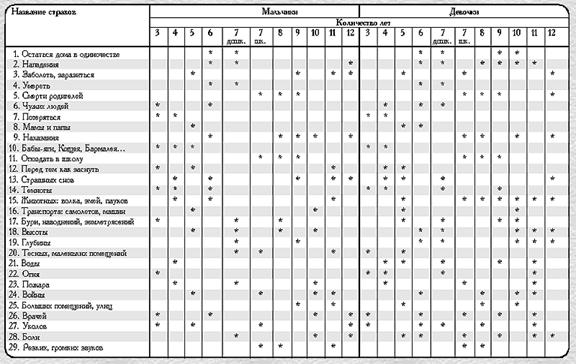 Название страхов
Мальчики Девочки
Количество лет
3 4 5 6 7 7 8 9 10 11 12 3 4 5 6 7 7 8 9 10 11 12
дшк. шк. дшк. шк.
1. Остаться дома в одиночестве * * * * * *
2. Нападения * * * * * * * * *
3. Заболеть, заразиться * * * * * * *
4. Умереть * * * *
5. Смерти родителей * * * * * * * *
6. Чужих людей * * * * *
7. Потеряться * * * *
8. Мамы и папы * * *
9. Наказания * * * * * * * * *
10. Бабы-яги, Кощея, Бармалея... * * * * *
11. Опоздать в школу * * * * * *
12. Перед тем как заснуть * * * * *
13. Страшных снов * * * * * * * * *
14. Темноты * * * * * * *
15. Животных: волка, змей, пауков * * * * * * * * *
16. Транспорта: самолетов, машин * * * *
17. Бури, наводнений, землетрясений * * * * * *
18. Высоты * * * * * * * * *
19. Глубины * * * * * * *
20. Тесных, маленьких помещений * * * * *
21. Воды * * * * * *
22. Огня * * * *
23. Пожара * * * * *
24. Войны * * * * * * *
25. Больших помещений, улиц * * * * *
26. Врачей * * * * * * * *
27. Уколов * * * * * * *
28. Боли * * * * * * * *
29. Резких, громких звуков * * * * *